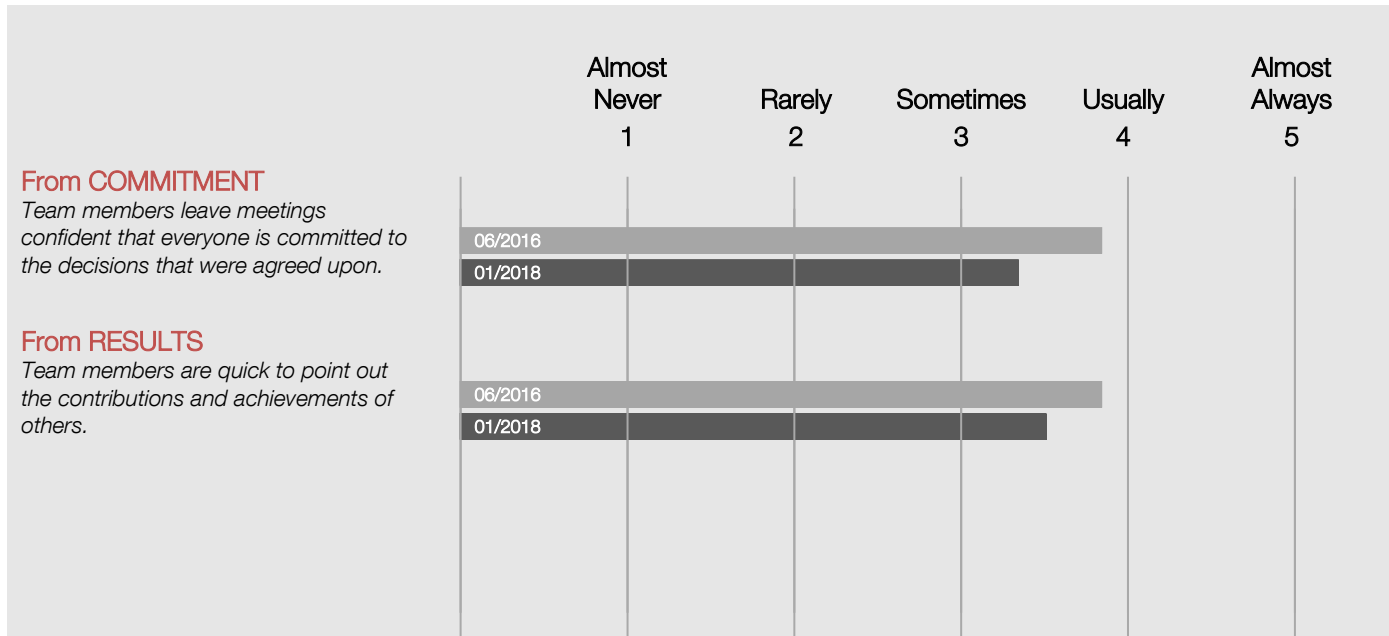 Almost
Never
Rarely
Sometimes
Usually
Almost
Always
1
2
3
4
5
From COMMITMENT
Team members leave meetings
confident that everyone is committed to
the decisions that were agreed upon.
06/2016
01/2018
From RESULTS
Team members are quick to point out
the contributions and achievements of
others.
06/2016
01/2018